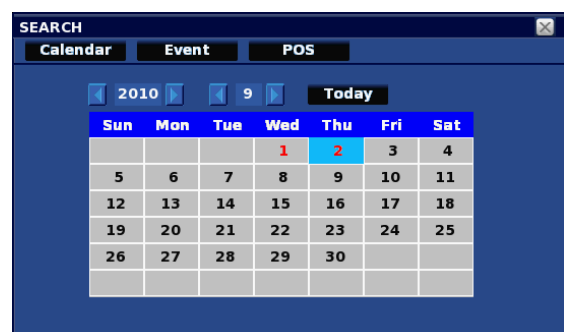 SEARCH
Calendar Event POS
2010 9 Today
Sun Mon Tue Wed Thu Fri Sat
1 2 3 4
5 6 7 8 9 10 11
12 13 14 15 16 17 18
19 20 21 22 23 24 25
26 27 28 29 30